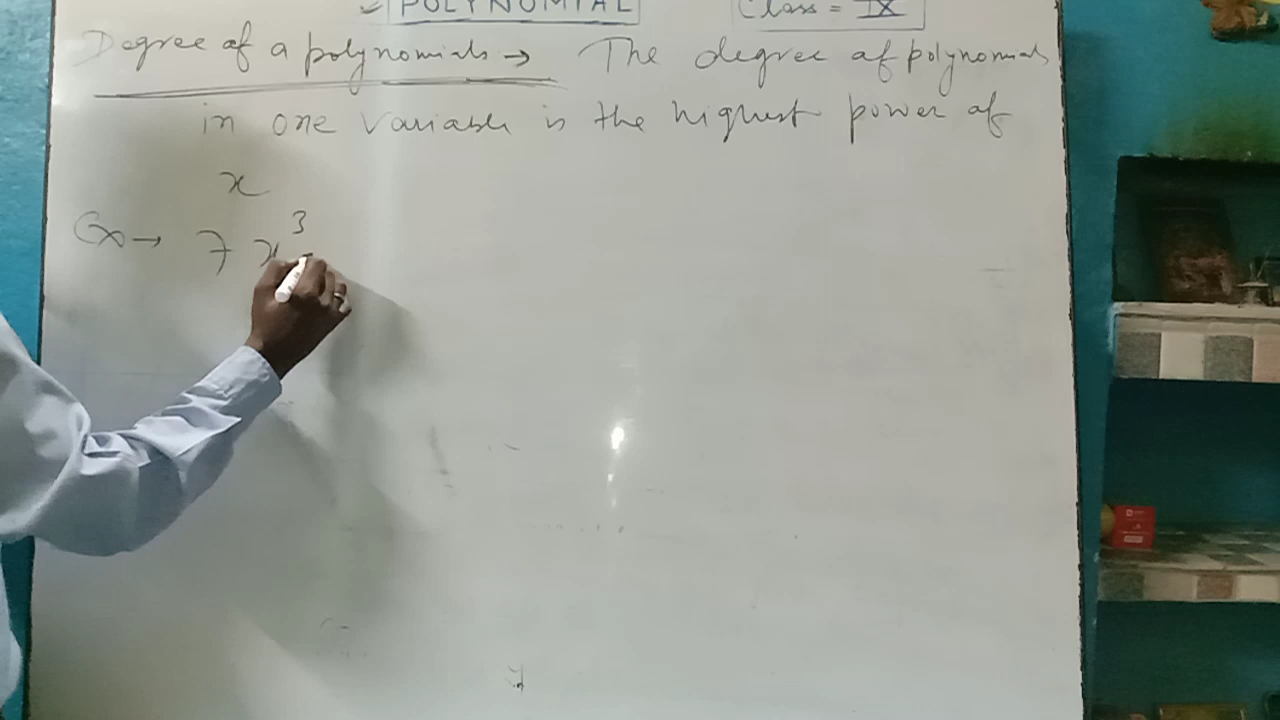 POLYNOMIAL Class = IX
Degree of a polynomials → The degree of polynomials
in one variable is the highest power of
x
Ex → 7x³